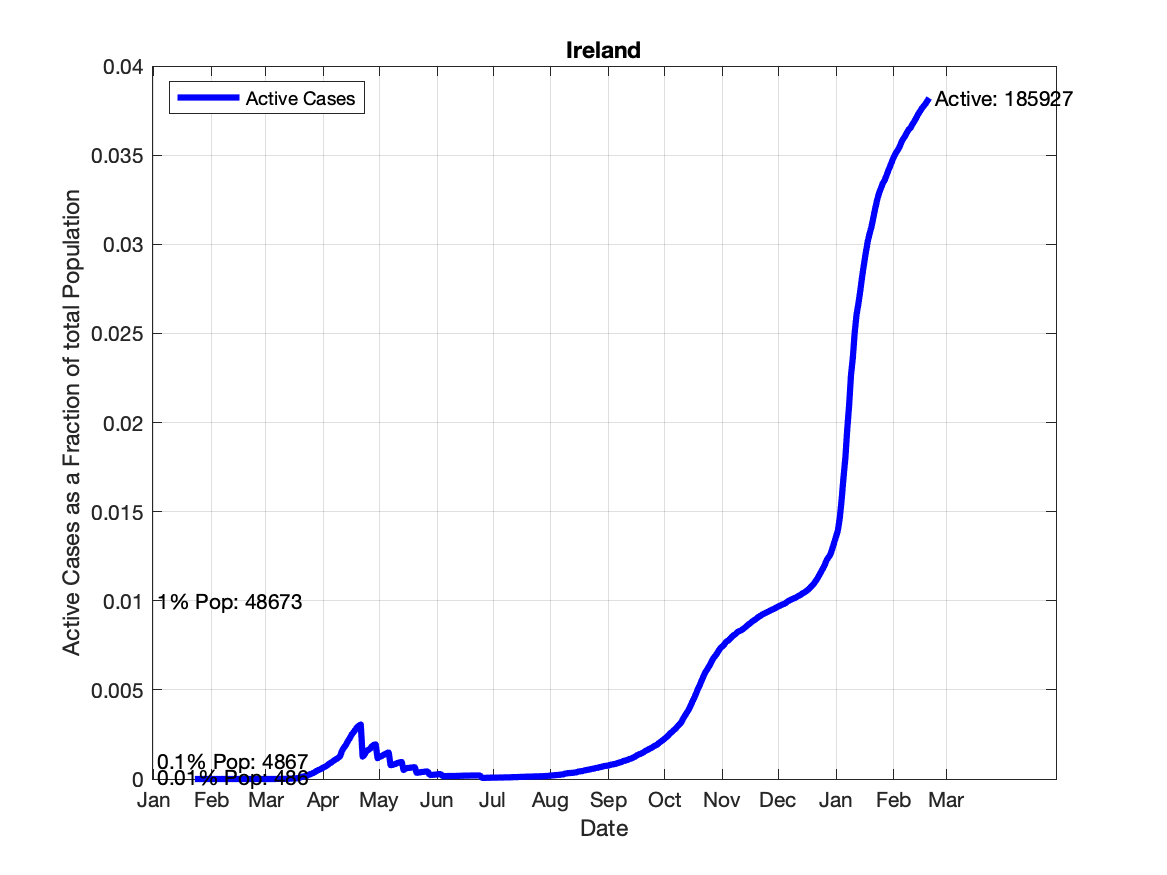 Ireland
0.04
Active Cases
Active: 185927
0.035
0.03
0.025
0.02
0.015
0.01
1% Pop: 48673
0.005
0.1% Pop: 4867
0
0.01% Pop: 486
Jan Feb Mar Apr May Jun Jul Aug Sep Oct Nov Dec Jan Feb Mar
Date
Active Cases as a Fraction of total Population